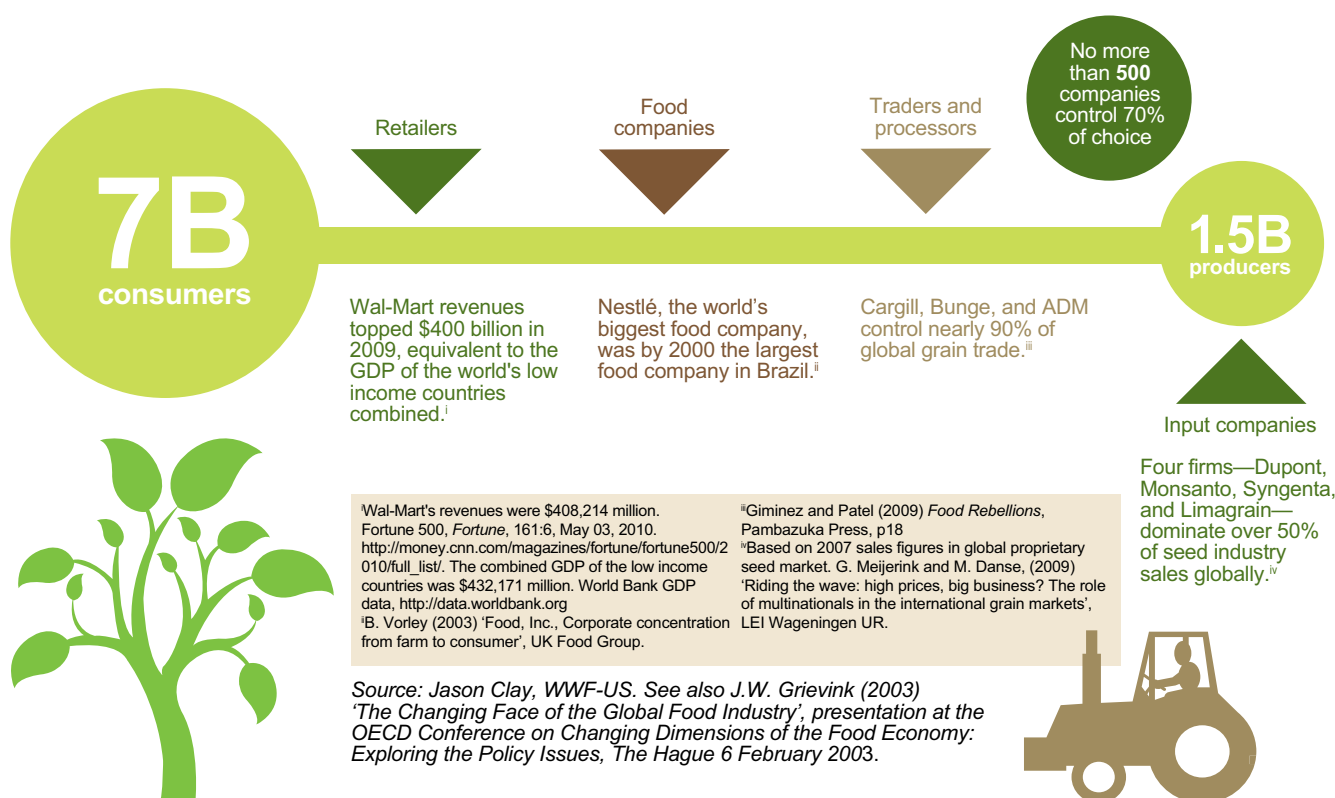 No more
than 500
companies
control 70%
of choice
Retailers
Food
companies
Traders and
processors
7B
consumers
1.5B
producers
Wal-Mart revenues
topped $400 billion in
2009, equivalent to the
GDP of the world's low
income countries
combined.i
Nestlé, the world’s
biggest food company,
was by 2000 the largest
food company in Brazil.ii
Cargill, Bunge, and ADM
control nearly 90% of
global grain trade.iii
Input companies
Four firms—Dupont,
Monsanto, Syngenta,
and Limagrain—
dominate over 50%
of seed industry
sales globally.iv
iWal-Mart's revenues were $408,214 million.
Fortune 500, Fortune, 161:6, May 03, 2010.
http://money.cnn.com/magazines/fortune/fortune500/2
010/full_list/. The combined GDP of the low income
countries was $432,171 million. World Bank GDP
data, http://data.worldbank.org
iiB. Vorley (2003) ‘Food, Inc., Corporate concentration
from farm to consumer’, UK Food Group.
iiiGiminez and Patel (2009) Food Rebellions,
Pambazuka Press, p18
ivBased on 2007 sales figures in global proprietary
seed market. G. Meijerink and M. Danse, (2009)
‘Riding the wave: high prices, big business? The role
of multinationals in the international grain markets’,
LEI Wageningen UR.
Source: Jason Clay, WWF-US. See also J.W. Grievink (2003)
‘The Changing Face of the Global Food Industry’, presentation at the
OECD Conference on Changing Dimensions of the Food Economy:
Exploring the Policy Issues, The Hague 6 February 2003.